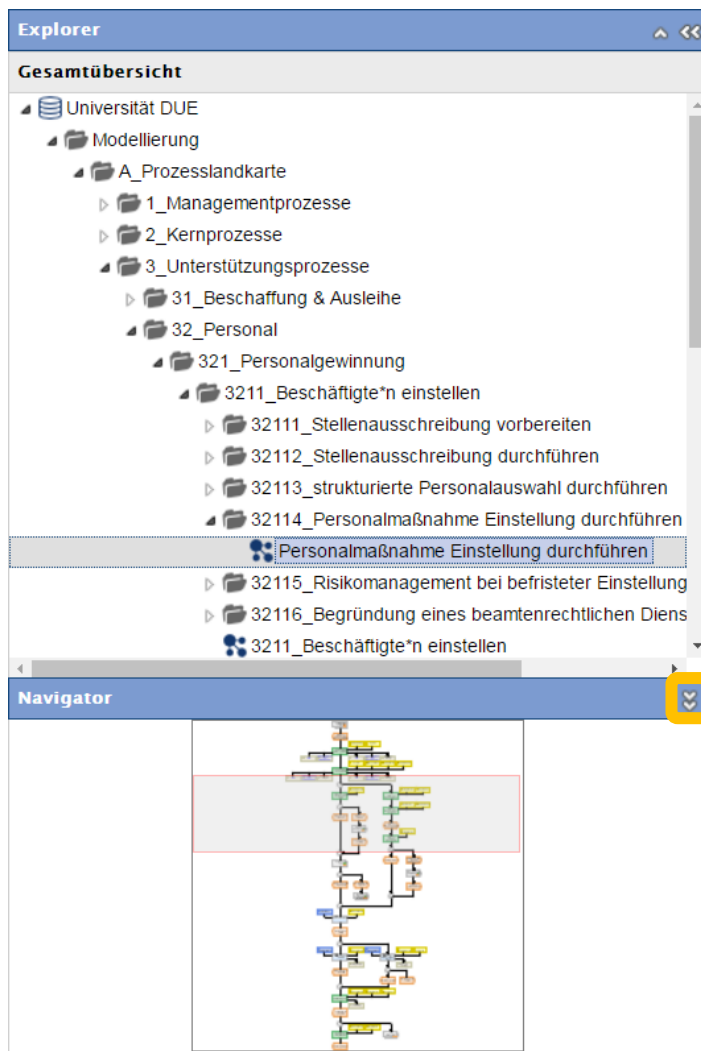 Explorer
Gesamtübersicht
Universität DUE
Modellierung
A_Prozesslandkarte
1_Managementprozesse
2_Kernprozesse
3_Unterstützungsprozesse
31_Beschaffung & Ausleihe
32_Personal
321_Personalgewinnung
3211_Beschäftigte*n einstellen
32111_Stellenausschreibung vorbereiten
32112_Stellenausschreibung durchführen
32113_strukturierte Personalauswahl durchführen
32114_Personalmaßnahme Einstellung durchführen
Personalmaßnahme Einstellung durchführen
32115_Risikomanagement bei befristeter Einstellung
32116_Begründung eines beamtenrechtlichen Diens
3211_Beschäftigte*n einstellen
Navigator